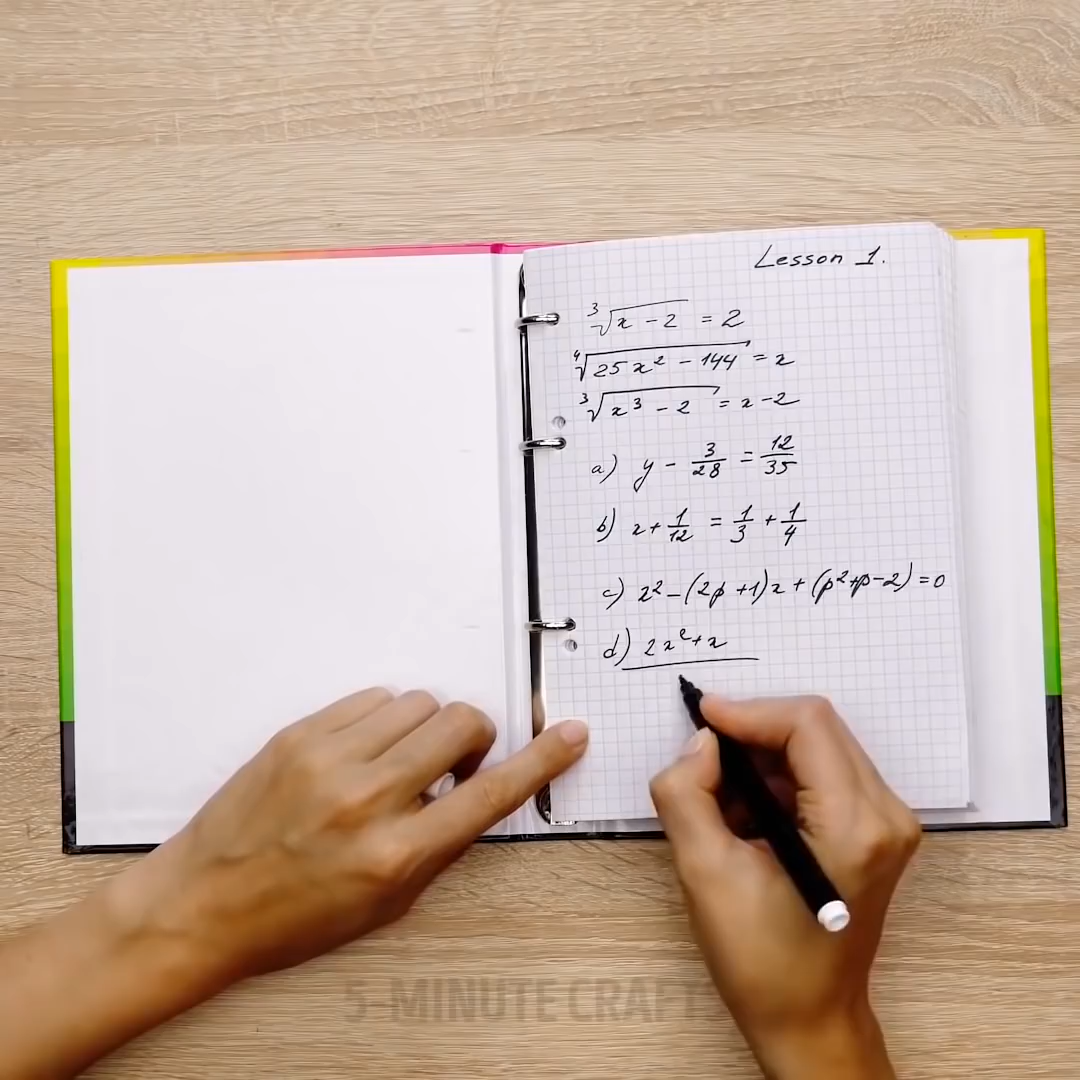 Lesson 1.
∛(x − 2) = 2
∜(25x² − 144) = x
∛(x³ − 2) = x − 2
a) y − 3/28 = 12/35
b) x + 1/12 = 1/3 + 1/4
c) x² − (2p + 1)x + (p² + p − 2) = 0
d) 2x² + x
5-MINUTE CRAFTS